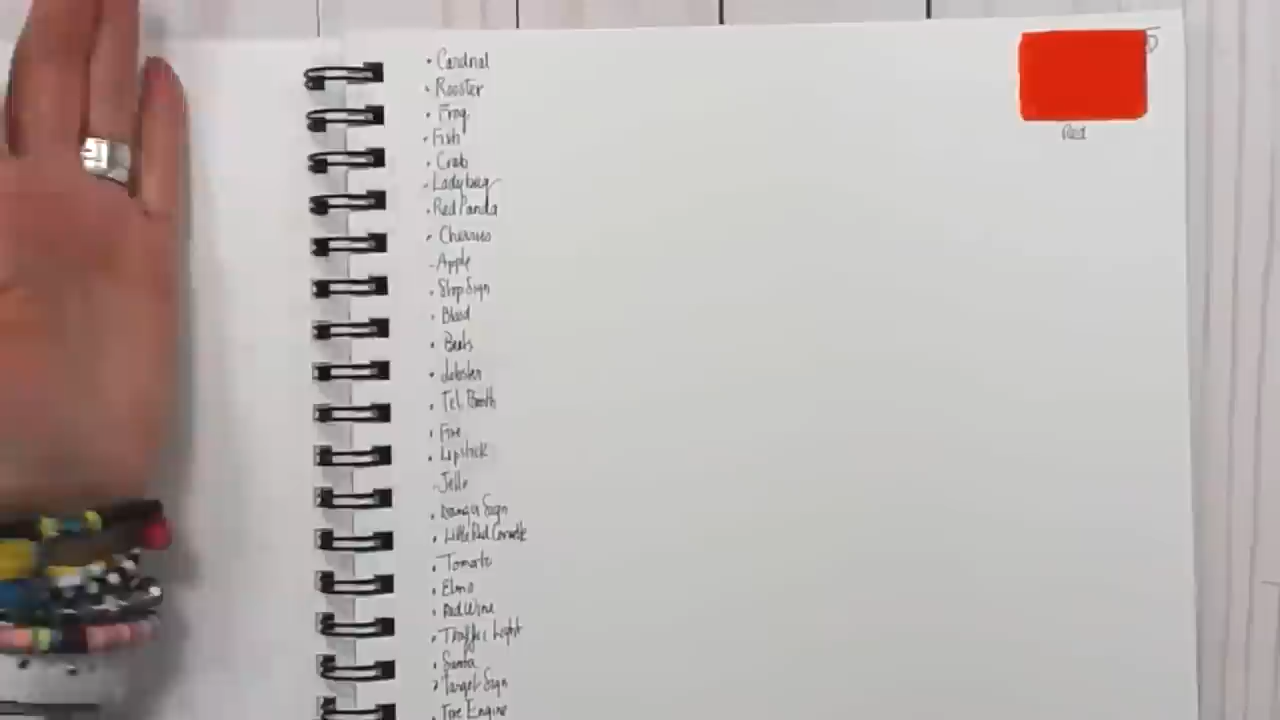 • Cardinal
• Rooster
• Frog
• Fish
• Crab
- Ladybug
• Red Panda
• Cherries
- Apple
• Stop Sign
• Blood
• Beets
• Lobster
• Tel. Booth
• Fire
• Lipstick
- Jello
• Danger Sign
• Little Red Corvette
• Tomato
• Elmo
• Red Wine
• Traffic Light
• Santa
• Target Sign
• Fire Engine
5
Red